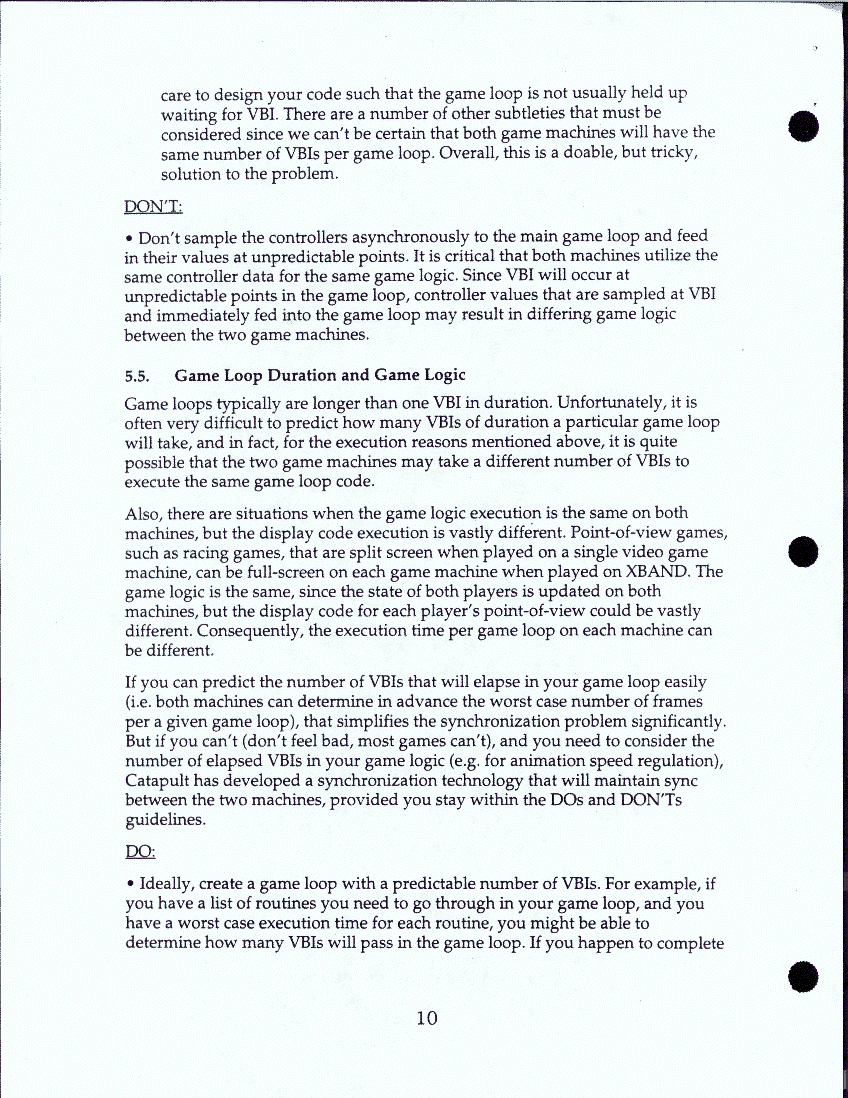 care to design your code such that the game loop is not usually held up
waiting for VBI. There are a number of other subtleties that must be
considered since we can't be certain that both game machines will have the
same number of VBIs per game loop. Overall, this is a doable, but tricky,
solution to the problem.
DON'T:
• Don't sample the controllers asynchronously to the main game loop and feed
in their values at unpredictable points. It is critical that both machines utilize the
same controller data for the same game logic. Since VBI will occur at
unpredictable points in the game loop, controller values that are sampled at VBI
and immediately fed into the game loop may result in differing game logic
between the two game machines.
5.5. Game Loop Duration and Game Logic
Game loops typically are longer than one VBI in duration. Unfortunately, it is
often very difficult to predict how many VBIs of duration a particular game loop
will take, and in fact, for the execution reasons mentioned above, it is quite
possible that the two game machines may take a different number of VBIs to
execute the same game loop code.
Also, there are situations when the game logic execution is the same on both
machines, but the display code execution is vastly different. Point-of-view games,
such as racing games, that are split screen when played on a single video game
machine, can be full-screen on each game machine when played on XBAND. The
game logic is the same, since the state of both players is updated on both
machines, but the display code for each player's point-of-view could be vastly
different. Consequently, the execution time per game loop on each machine can
be different.
If you can predict the number of VBIs that will elapse in your game loop easily
(i.e. both machines can determine in advance the worst case number of frames
per a given game loop), that simplifies the synchronization problem significantly.
But if you can't (don't feel bad, most games can't), and you need to consider the
number of elapsed VBIs in your game logic (e.g. for animation speed regulation),
Catapult has developed a synchronization technology that will maintain sync
between the two machines, provided you stay within the DOs and DON'Ts
guidelines.
DO:
• Ideally, create a game loop with a predictable number of VBIs. For example, if
you have a list of routines you need to go through in your game loop, and you
have a worst case execution time for each routine, you might be able to
determine how many VBIs will pass in the game loop. If you happen to complete
10